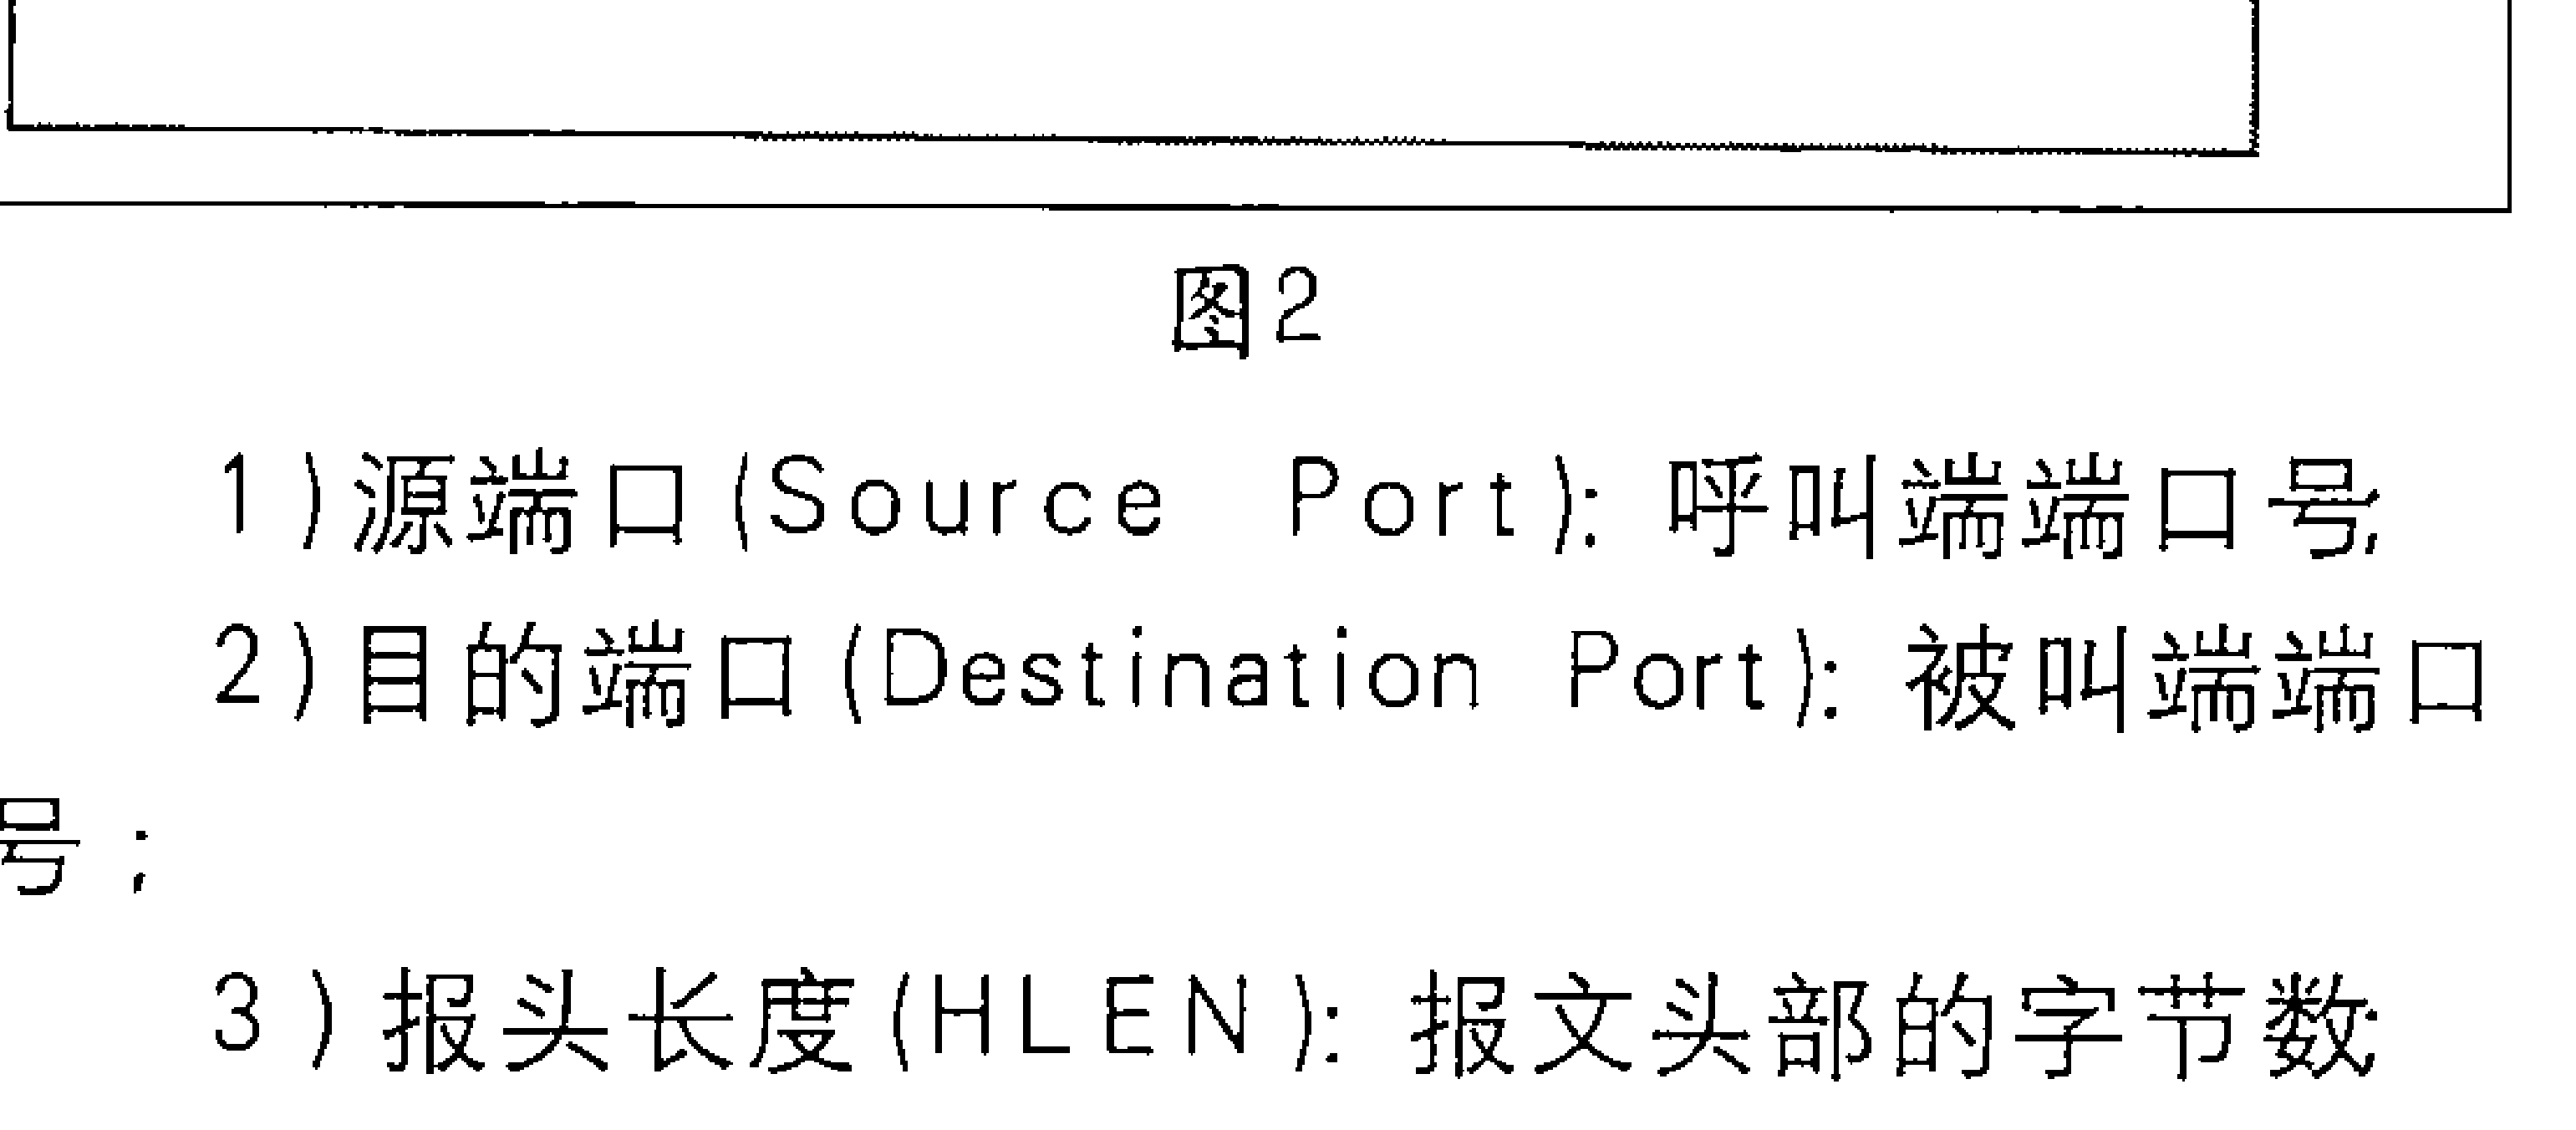 图2
1)源端口(Source Port): 呼叫端端口号;
2)目的端口(Destination Port): 被叫端端口
号;
3)报头长度(HLEN): 报文头部的字节数;